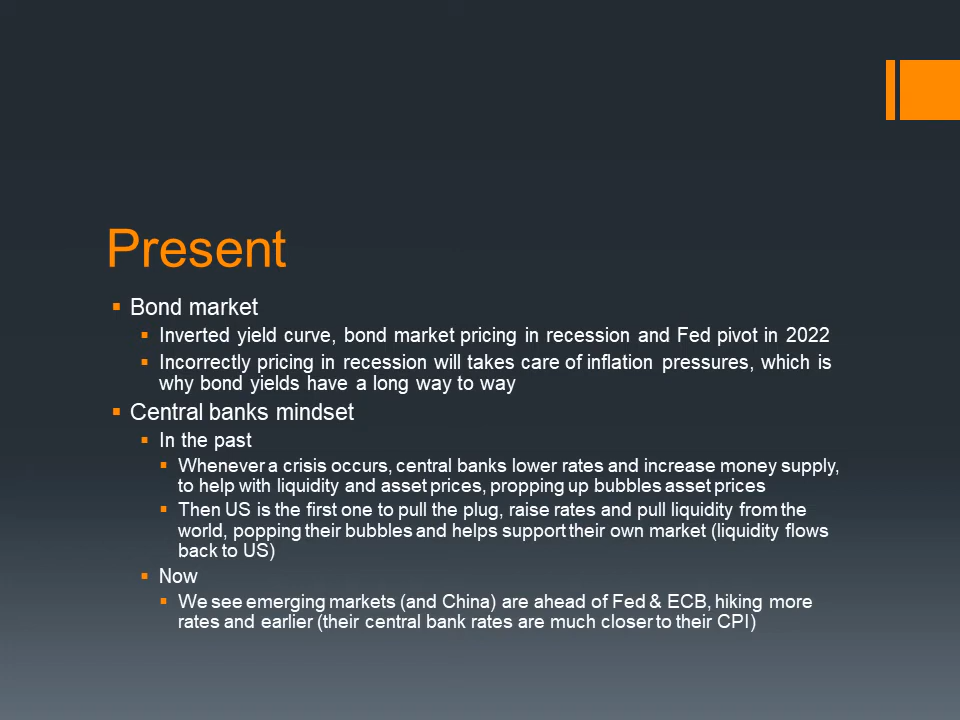 Present
Bond market
Inverted yield curve, bond market pricing in recession and Fed pivot in 2022
Incorrectly pricing in recession will takes care of inflation pressures, which is
why bond yields have a long way to way
Central banks mindset
In the past
Whenever a crisis occurs, central banks lower rates and increase money supply,
to help with liquidity and asset prices, propping up bubbles asset prices
Then US is the first one to pull the plug, raise rates and pull liquidity from the
world, popping their bubbles and helps support their own market (liquidity flows
back to US)
Now
We see emerging markets (and China) are ahead of Fed & ECB, hiking more
rates and earlier (their central bank rates are much closer to their CPI)